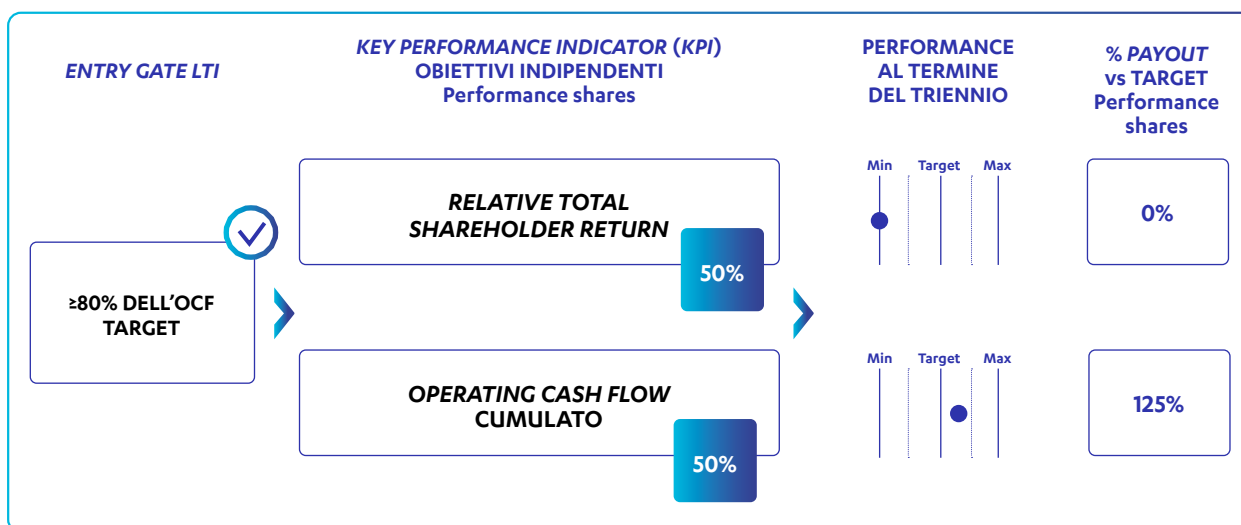 ENTRY GATE LTI
KEY PERFORMANCE INDICATOR (KPI)
OBIETTIVI INDIPENDENTI
Performance shares
PERFORMANCE
AL TERMINE
DEL TRIENNIO
% PAYOUT
vs TARGET
Performance
shares
≥80% DELL'OCF
TARGET
RELATIVE TOTAL
SHAREHOLDER RETURN
50%
Min Target Max
0%
OPERATING CASH FLOW
CUMULATO
50%
Min Target Max
125%